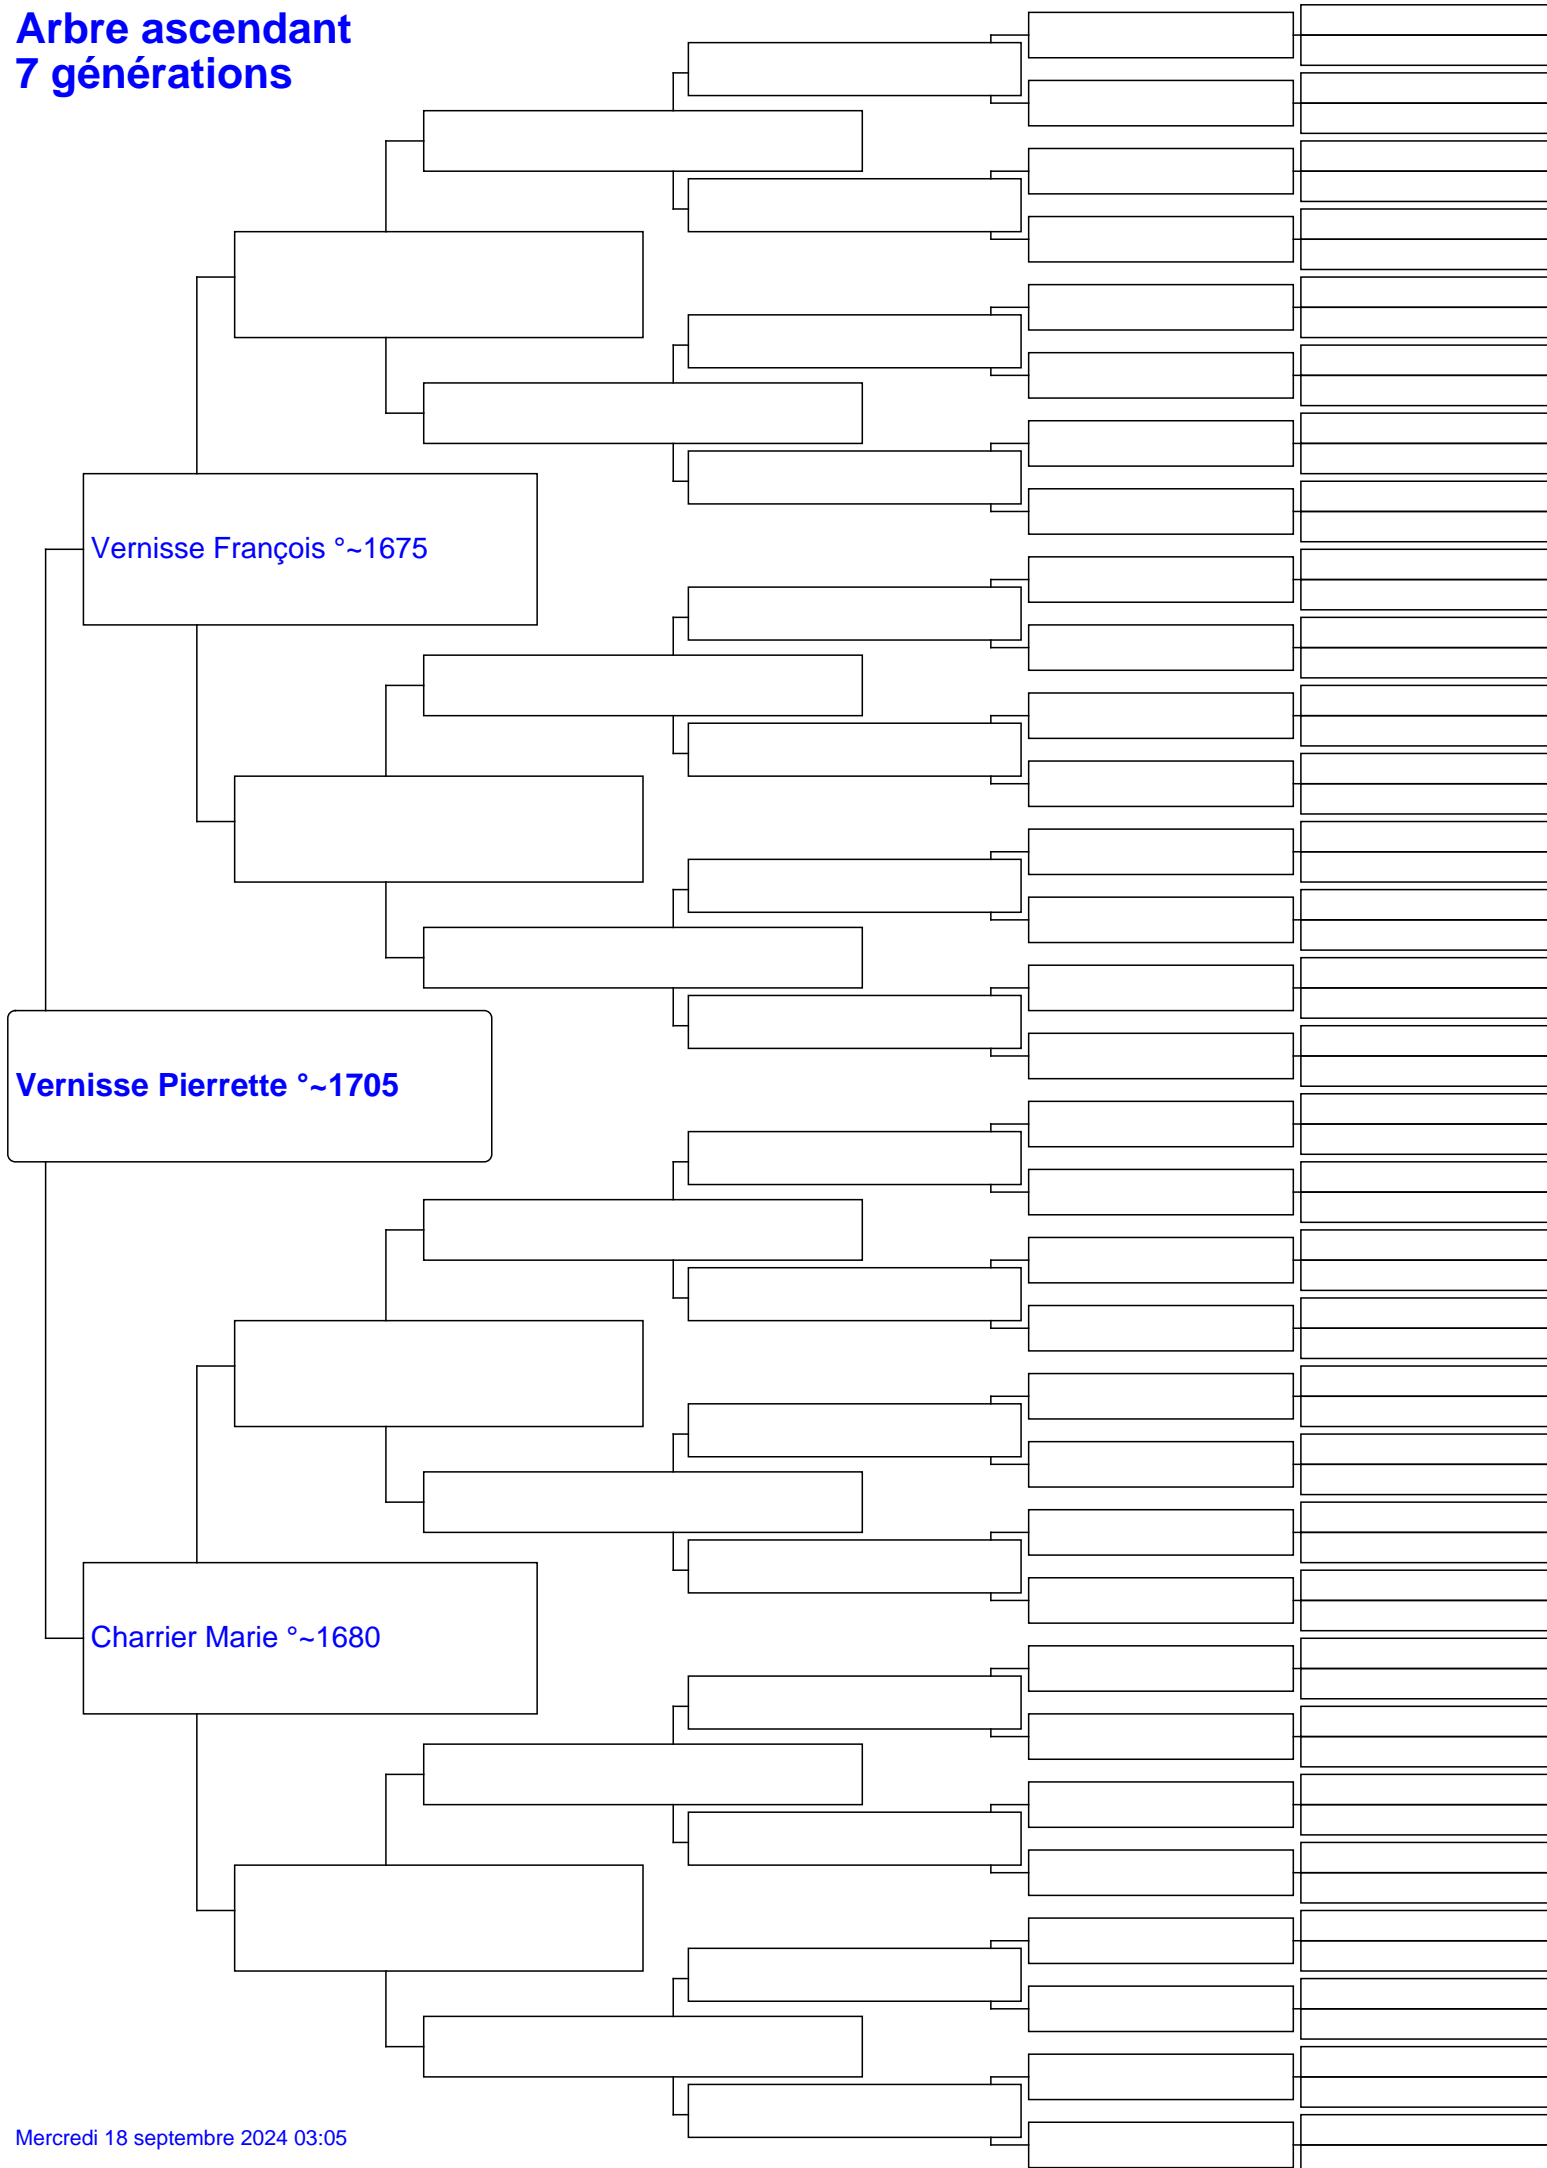 Arbre ascendant
7 générations
Vernisse François °~1675
Vernisse Pierrette °~1705
Charrier Marie °~1680
Mercredi 18 septembre 2024 03:05